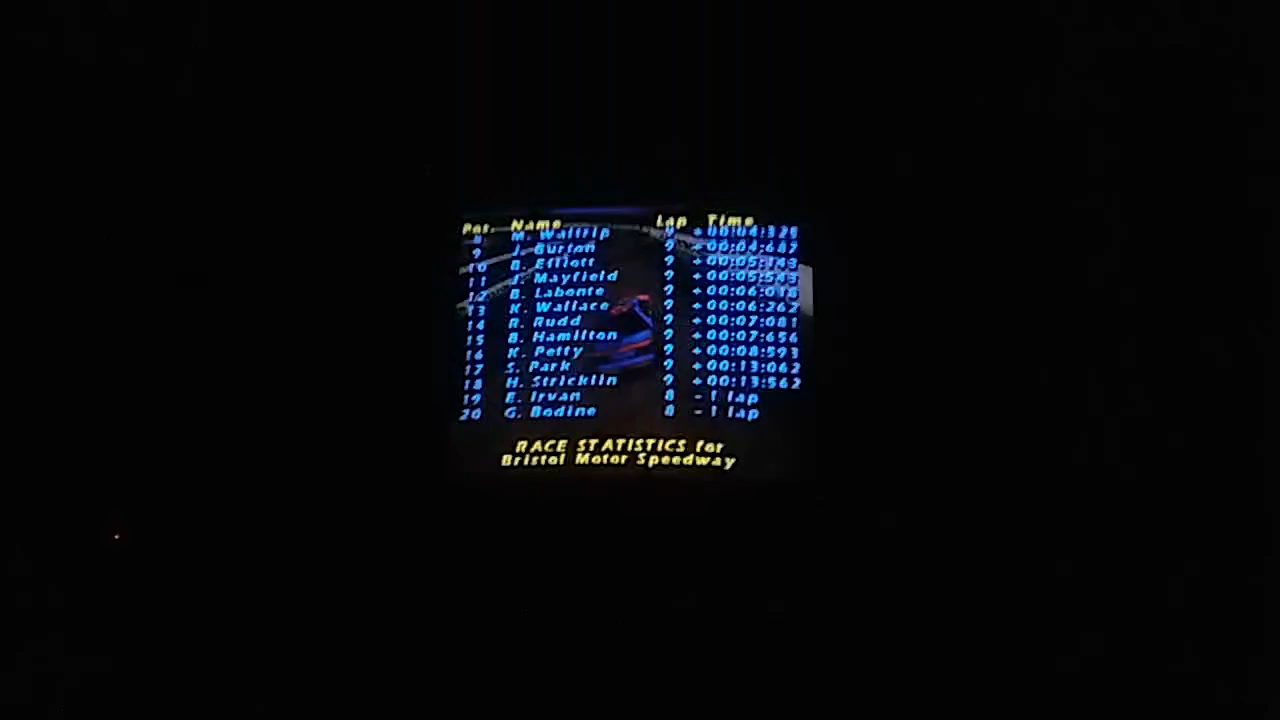 Pos. Name Lap Time
8 M. Waltrip 9 +00:04:325
9 J. Burton 9 +00:04:687
10 B. Elliott 9 +00:05:143
11 J. Mayfield 9 +00:05:543
12 B. Labonte 9 +00:06:018
13 K. Wallace 9 +00:06:262
14 R. Rudd 9 +00:07:081
15 B. Hamilton 9 +00:07:656
16 K. Petty 9 +00:08:593
17 S. Park 9 +00:13:062
18 H. Stricklin 9 +00:13:562
19 E. Irvan 8 - 1 lap
20 G. Bodine 8 - 1 lap
RACE STATISTICS for
Bristol Motor Speedway